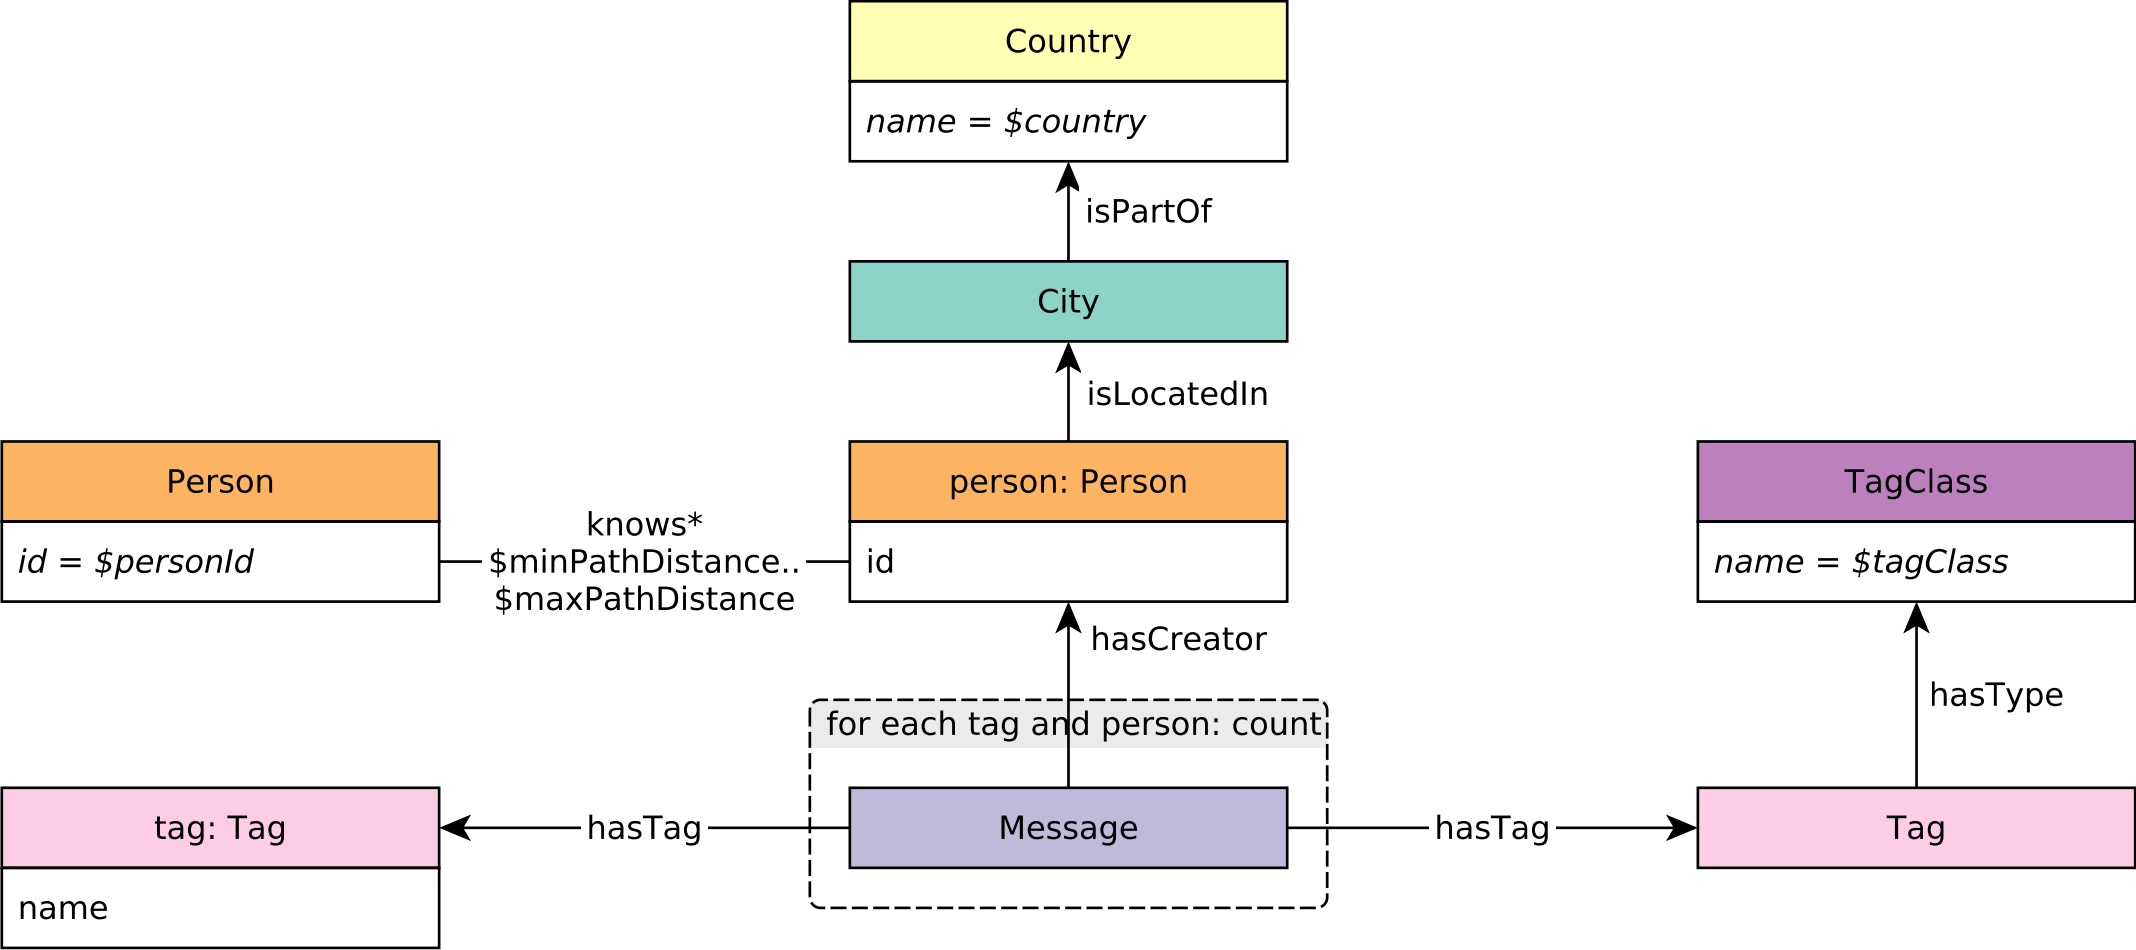 Country
name = $country
isPartOf
City
isLocatedIn
Person
id = $personId
knows*
$minPathDistance..
$maxPathDistance
person: Person
id
TagClass
name = $tagClass
hasCreator
hasType
for each tag and person: count
tag: Tag
name
hasTag
Message
hasTag
Tag